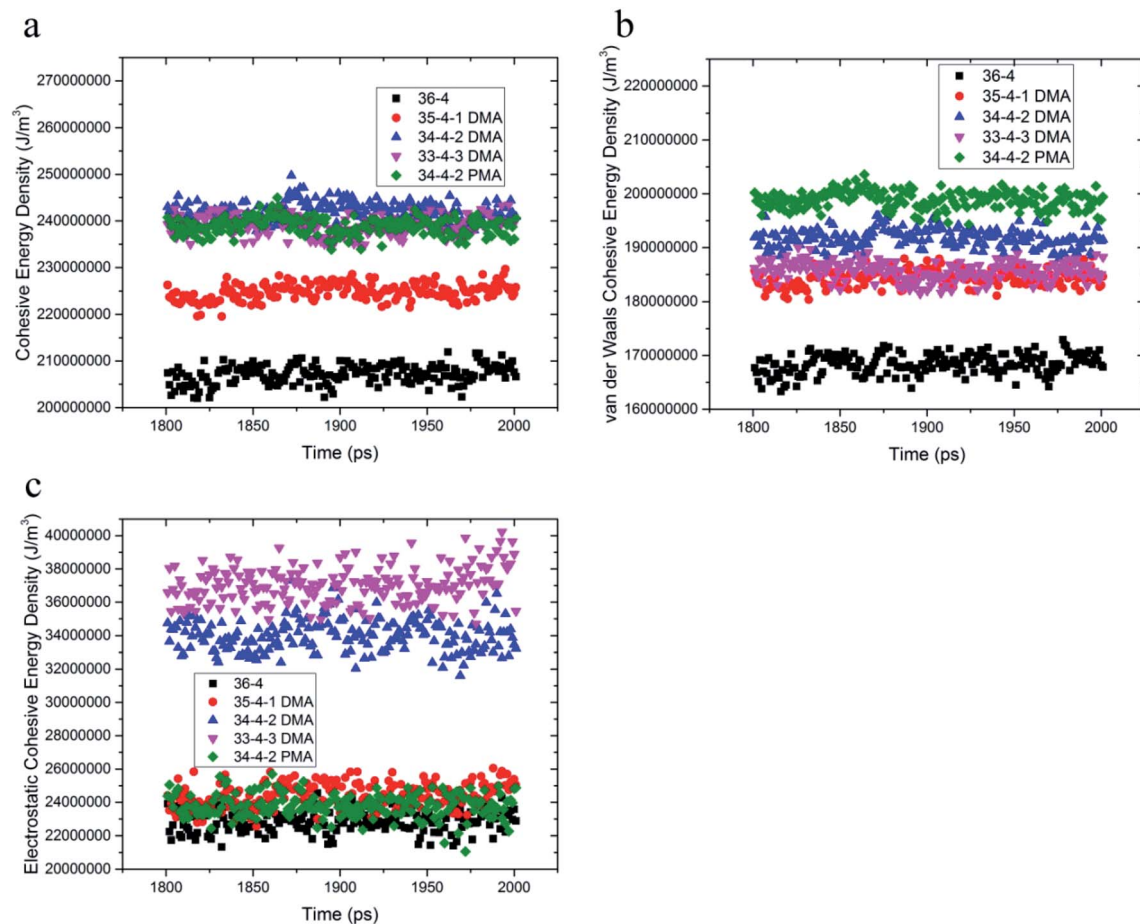 a
Cohesive Energy Density (J/m³)
270000000
260000000
250000000
240000000
230000000
220000000
210000000
200000000
36-4
35-4-1 DMA
34-4-2 DMA
33-4-3 DMA
34-4-2 PMA
1800 1850 1900 1950 2000
Time (ps)
b
van der Waals Cohesive Energy Density (J/m³)
220000000
210000000
200000000
190000000
180000000
170000000
160000000
36-4
35-4-1 DMA
34-4-2 DMA
33-4-3 DMA
34-4-2 PMA
1800 1850 1900 1950 2000
Time (ps)
c
Electrostatic Cohesive Energy Density (J/m³)
40000000
38000000
36000000
34000000
32000000
30000000
28000000
26000000
24000000
22000000
20000000
36-4
35-4-1 DMA
34-4-2 DMA
33-4-3 DMA
34-4-2 PMA
1800 1850 1900 1950 2000
Time (ps)